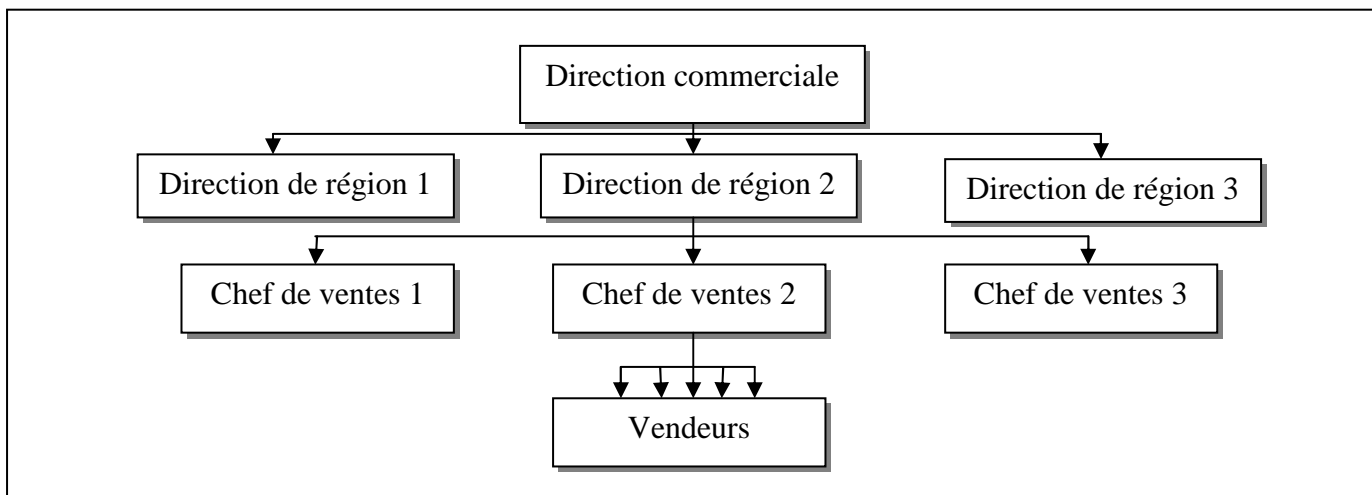 Direction commerciale
Direction de région 1
Direction de région 2
Direction de région 3
Chef de ventes 1
Chef de ventes 2
Chef de ventes 3
Vendeurs